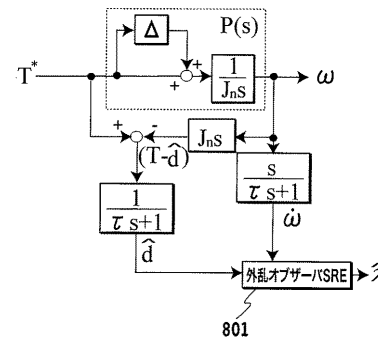 P(s)
Δ
T*
+
+
1/(Jns)
ω
+
-
Jns
(T-d̂)
s/(τ s+1)
1/(τ s+1)
ω̇
d̂
外乱オブザーバSRE
801